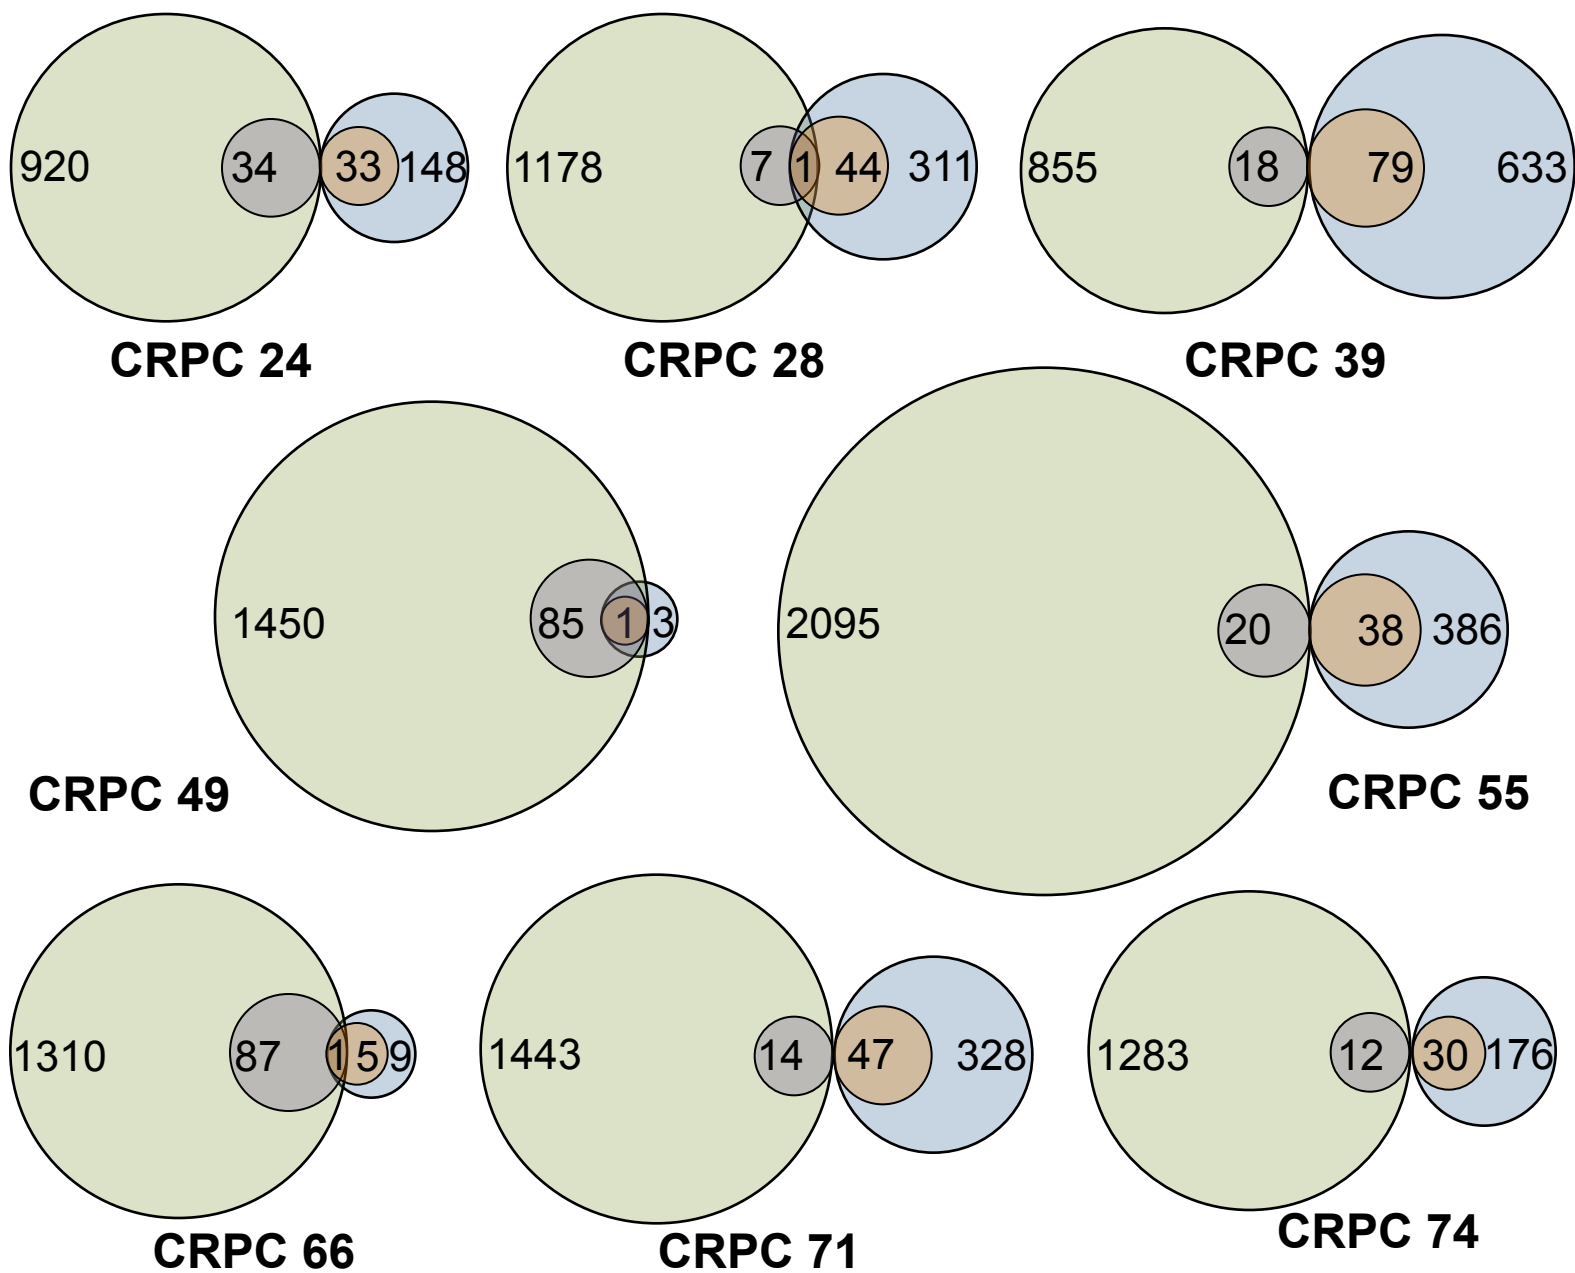 920 34 33 148
CRPC 24
1178 7 1 44 311
CRPC 28
855 18 79 633
CRPC 39
1450 85 1 3
CRPC 49
2095 20 38 386
CRPC 55
1310 87 1 5 9
CRPC 66
1443 14 47 328
CRPC 71
1283 12 30 176
CRPC 74